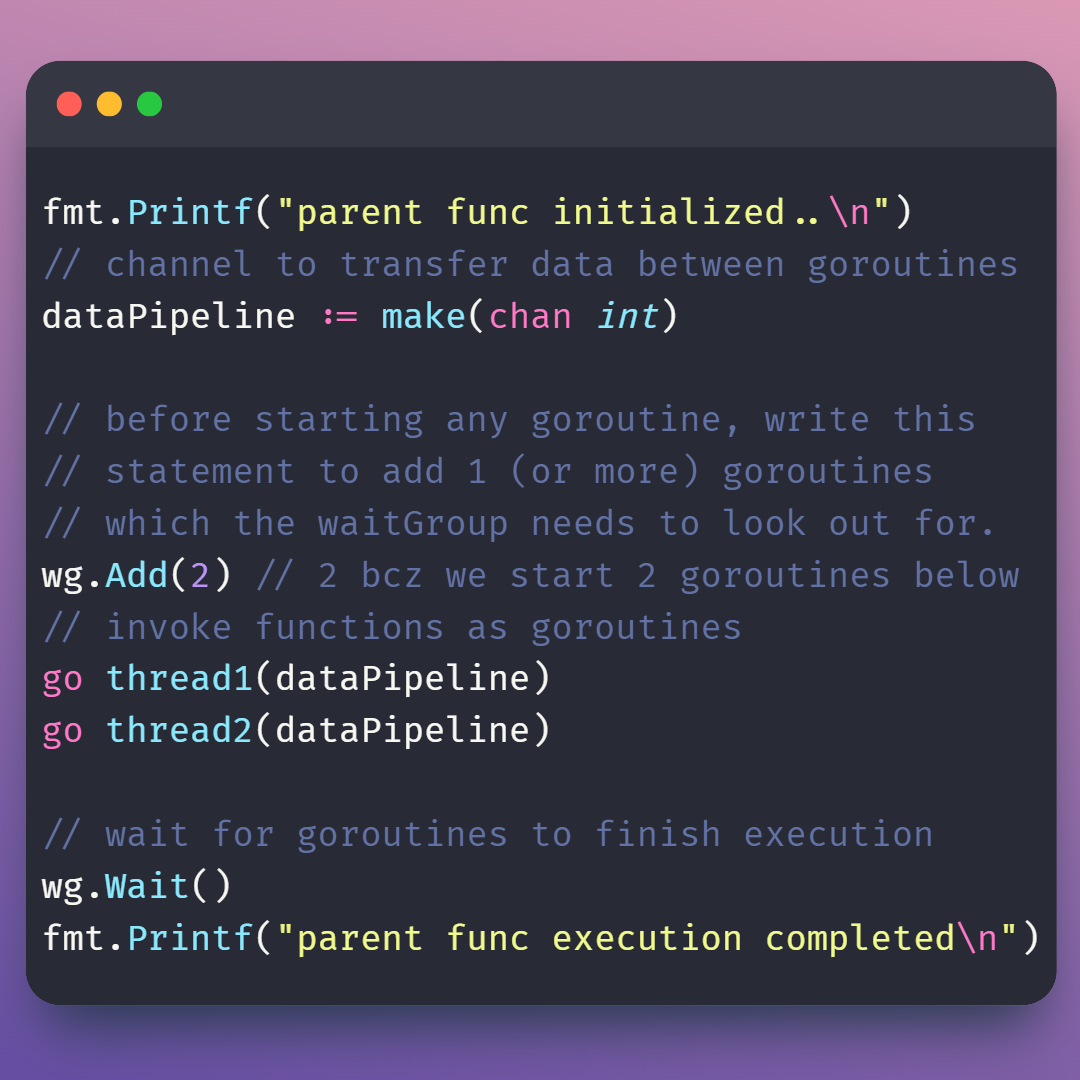 fmt.Printf("parent func initialized..\n")
// channel to transfer data between goroutines
dataPipeline := make(chan int)
// before starting any goroutine, write this
// statement to add 1 (or more) goroutines
// which the waitGroup needs to look out for.
wg.Add(2) // 2 bcz we start 2 goroutines below
// invoke functions as goroutines
go thread1(dataPipeline)
go thread2(dataPipeline)
// wait for goroutines to finish execution
wg.Wait()
fmt.Printf("parent func execution completed\n")